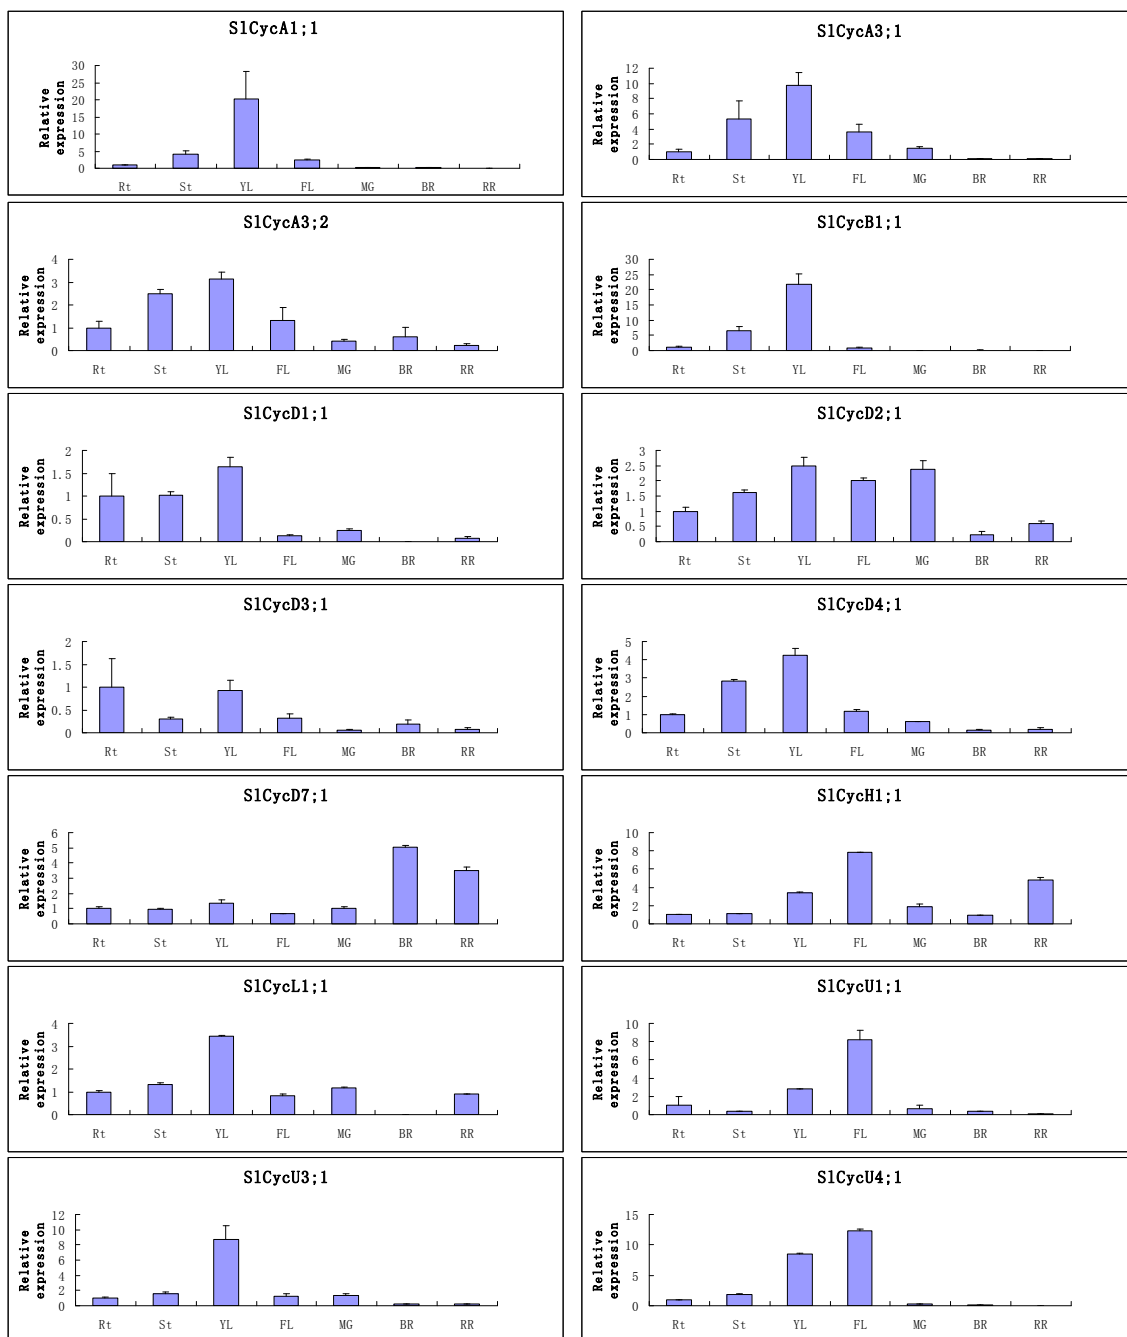 SlCycA1;1
Relative
expression
30
25
20
15
10
5
0
Rt St YL FL MG BR RR
SlCycA3;1
Relative
expression
12
10
8
6
4
2
0
Rt St YL FL MG BR RR
SlCycA3;2
Relative
expression
4
3
2
1
0
Rt St YL FL MG BR RR
SlCycB1;1
Relative
expression
30
25
20
15
10
5
0
Rt St YL FL MG BR RR
SlCycD1;1
Relative
expression
2
1.5
1
0.5
0
Rt St YL FL MG BR RR
SlCycD2;1
Relative
expression
3
2.5
2
1.5
1
0.5
0
Rt St YL FL MG BR RR
SlCycD3;1
Relative
expression
2
1.5
1
0.5
0
Rt St YL FL MG BR RR
SlCycD4;1
Relative
expression
5
4
3
2
1
0
Rt St YL FL MG BR RR
SlCycD7;1
Relative
expression
6
5
4
3
2
1
0
Rt St YL FL MG BR RR
SlCycH1;1
Relative
expression
10
8
6
4
2
0
Rt St YL FL MG BR RR
SlCycL1;1
Relative
expression
4
3
2
1
0
Rt St YL FL MG BR RR
SlCycU1;1
Relative
expression
10
8
6
4
2
0
Rt St YL FL MG BR RR
SlCycU3;1
Relative
expression
12
10
8
6
4
2
0
Rt St YL FL MG BR RR
SlCycU4;1
Relative
expression
15
10
5
0
Rt St YL FL MG BR RR